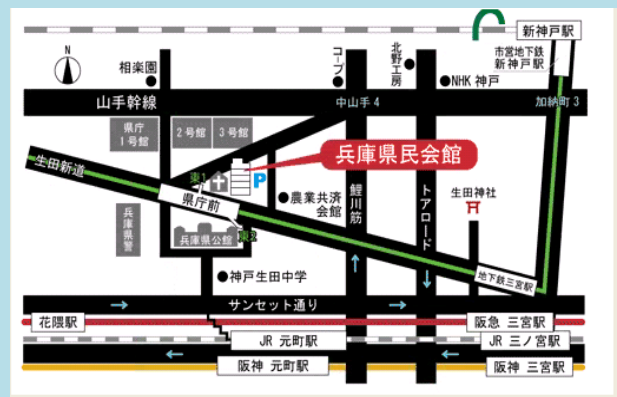 新神戸駅
市営地下鉄
新神戸駅
N
相楽園
コープ
北野工房
NHK 神戸
山手幹線
中山手 4
加納町 3
県庁
1号館
2号館
3号館
兵庫県民会館
生田新道
東1
P
県庁前
農業共済
会館
鯉川筋
トアロード
生田神社
兵庫県警
兵庫県公館
東2
神戸生田中学
地下鉄三宮駅
サンセット通り
花隈駅
阪急 三宮駅
JR 元町駅
JR 三ノ宮駅
阪神 元町駅
阪神 三宮駅